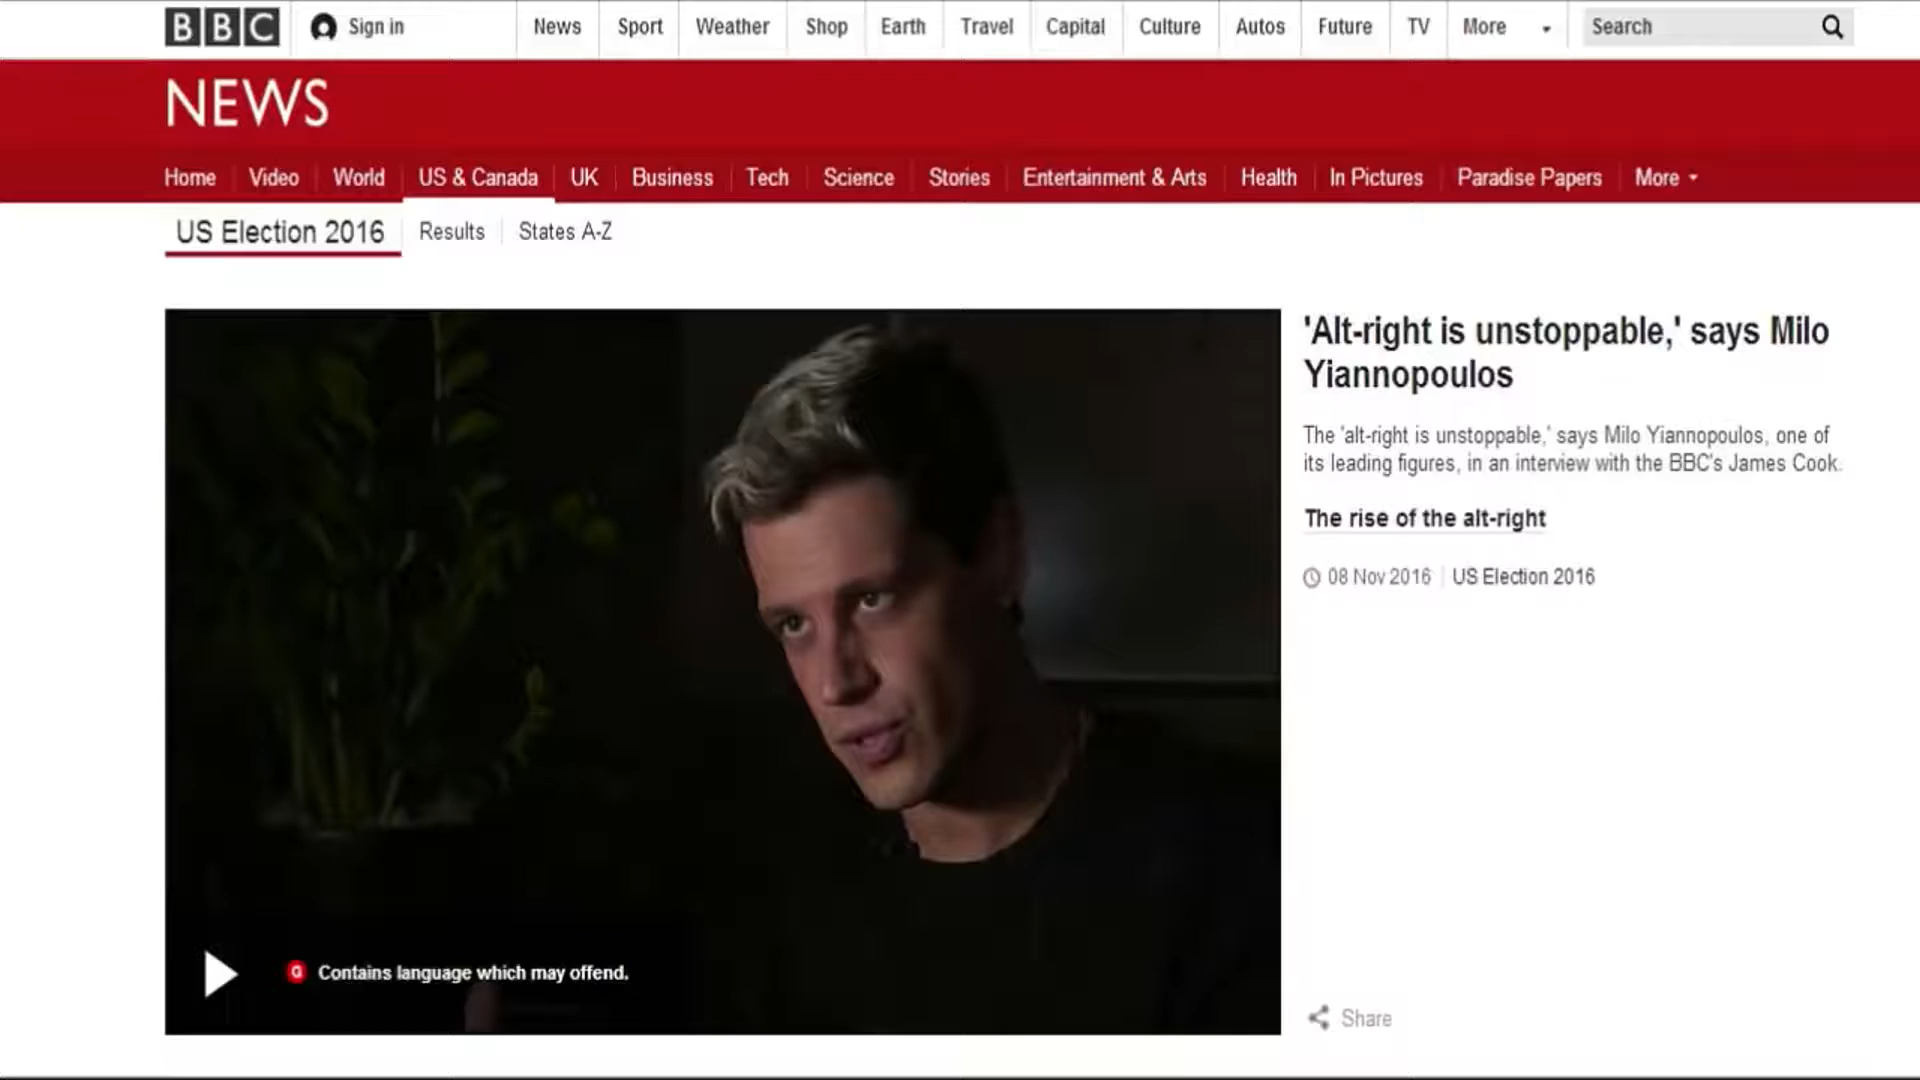 BBC Sign in News Sport Weather Shop Earth Travel Capital Culture Autos Future TV More Search
NEWS
Home Video World US & Canada UK Business Tech Science Stories Entertainment & Arts Health In Pictures Paradise Papers More
US Election 2016 Results States A-Z
'Alt-right is unstoppable,' says Milo
Yiannopoulos
The 'alt-right is unstoppable,' says Milo Yiannopoulos, one of
its leading figures, in an interview with the BBC's James Cook.
The rise of the alt-right
08 Nov 2016 US Election 2016
G Contains language which may offend.
Share